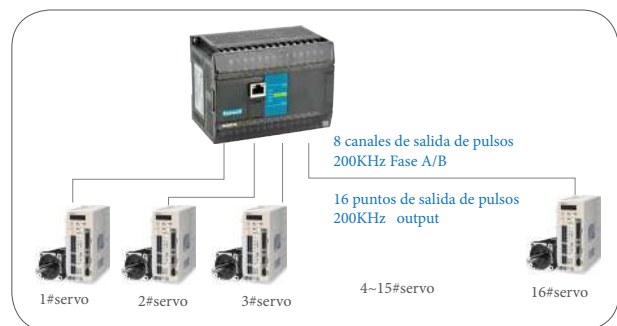 8 canales de salida de pulsos
200KHz Fase A/B
16 puntos de salida de pulsos
200KHz output
1#servo
2#servo
3#servo
4~15#servo
16#servo